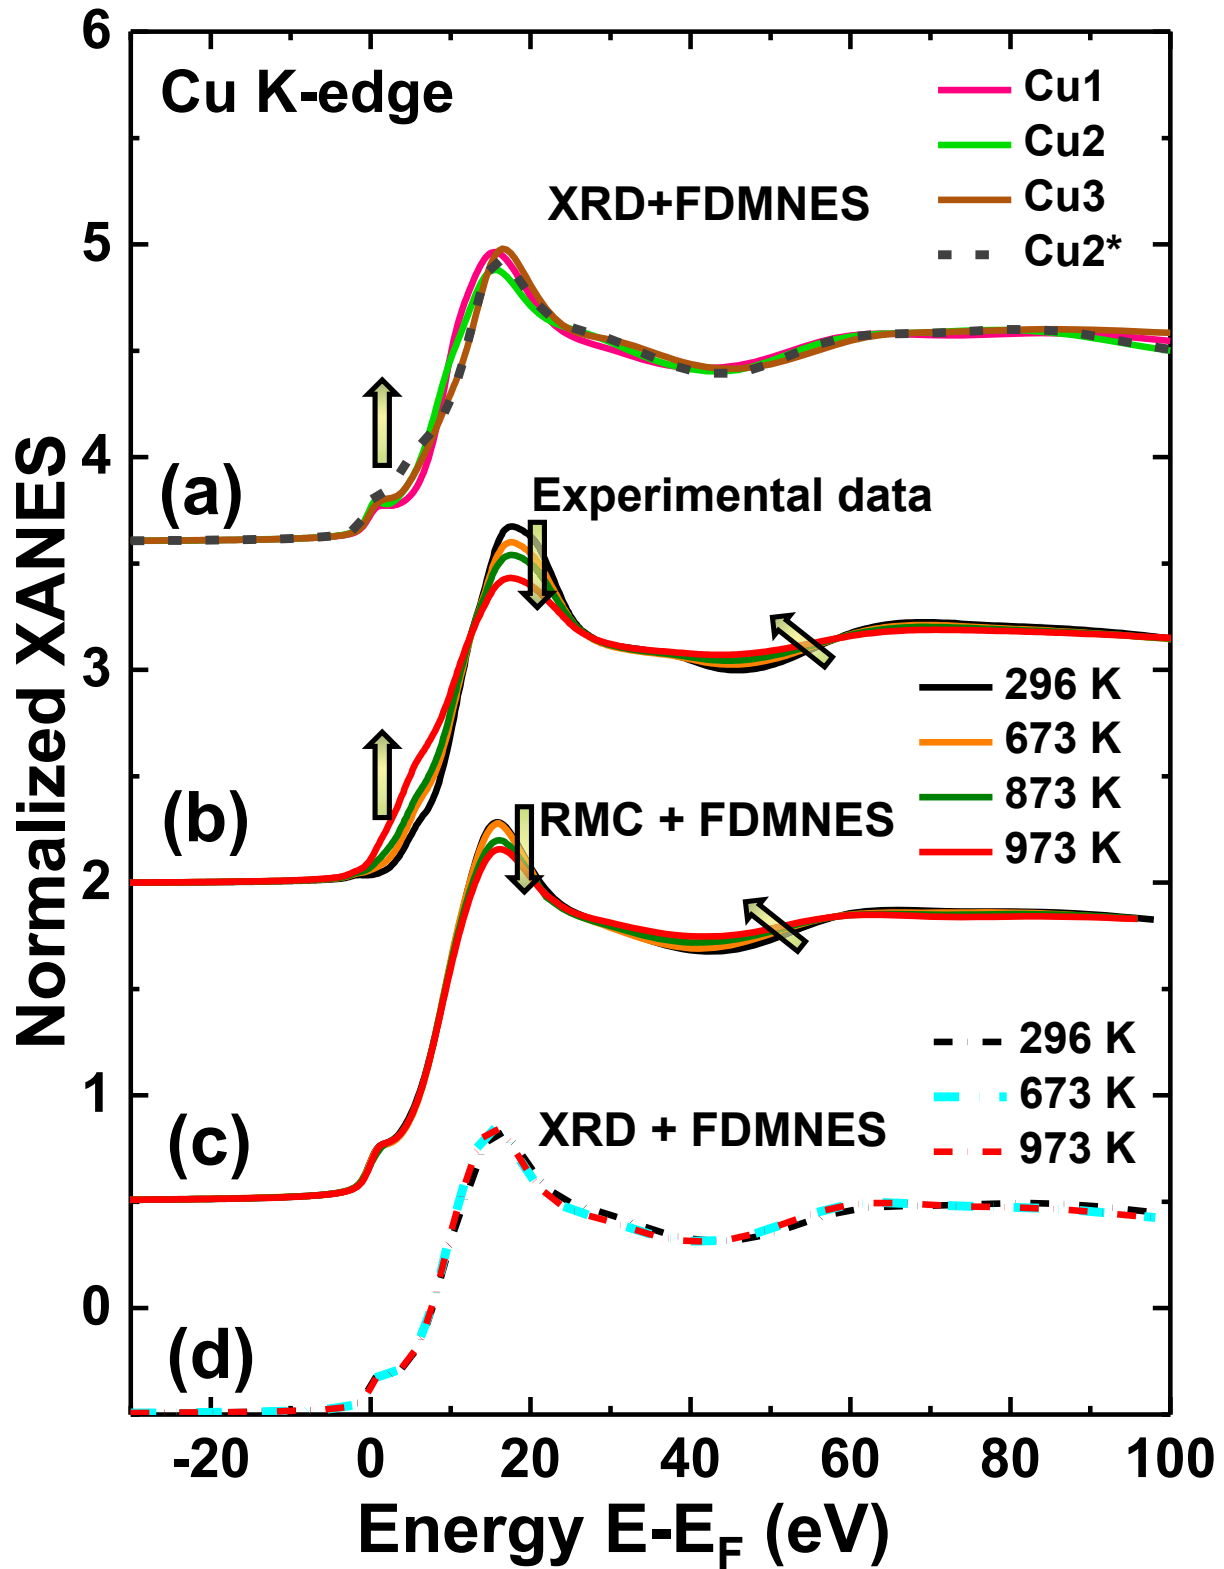 6
Cu K-edge
Cu1
Cu2
Cu3
Cu2*
XRD+FDMNES
5
4
(a)
Experimental data
3
296 K
673 K
873 K
973 K
(b)
RMC + FDMNES
2
296 K
673 K
973 K
1
(c)
XRD + FDMNES
0
(d)
-20 0 20 40 60 80 100
Energy E-E_F (eV)
Normalized XANES